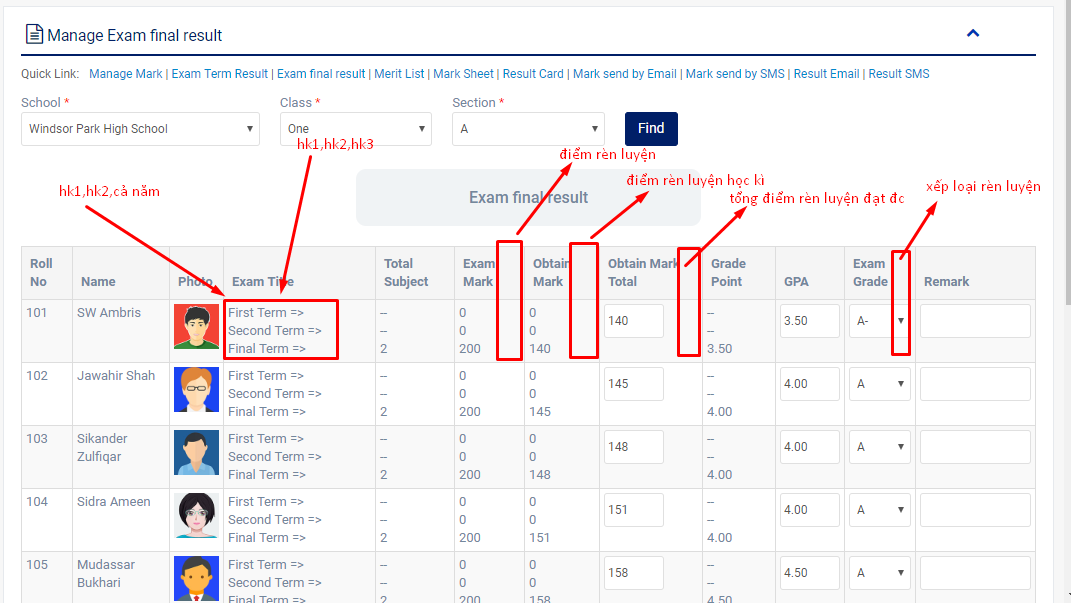 Manage Exam final result
Quick Link: Manage Mark | Exam Term Result | Exam final result | Merit List | Mark Sheet | Result Card | Mark send by Email | Mark send by SMS | Result Email | Result SMS
School * Class * Section *
Windsor Park High School One A Find
hk1,hk2,hk3
điểm rèn luyện
điểm rèn luyện học kì
xếp loại rèn luyện
hk1,hk2,cả năm
Exam final result
tổng điểm rèn luyện đạt đc
Roll No Name Photo Exam Title Total Subject Exam Mark Obtain Mark Obtain Mark Total Grade Point GPA Exam Grade Remark
101 SW Ambris First Term => -- 0 0 140 -- 3.50 A-
Second Term => -- 0 0 --
Final Term => 2 200 140 3.50
102 Jawahir Shah First Term => -- 0 0 145 -- 4.00 A
Second Term => -- 0 0 --
Final Term => 2 200 145 4.00
103 Sikander First Term => -- 0 0 148 -- 4.00 A
Zulfiqar Second Term => -- 0 0 --
Final Term => 2 200 148 4.00
104 Sidra Ameen First Term => -- 0 0 151 -- 4.00 A
Second Term => -- 0 0 --
Final Term => 2 200 151 4.00
105 Mudassar First Term => -- 0 0 158 -- 4.50 A
Bukhari Second Term => -- 0 0 --
Final Term => 2 200 158 4.50